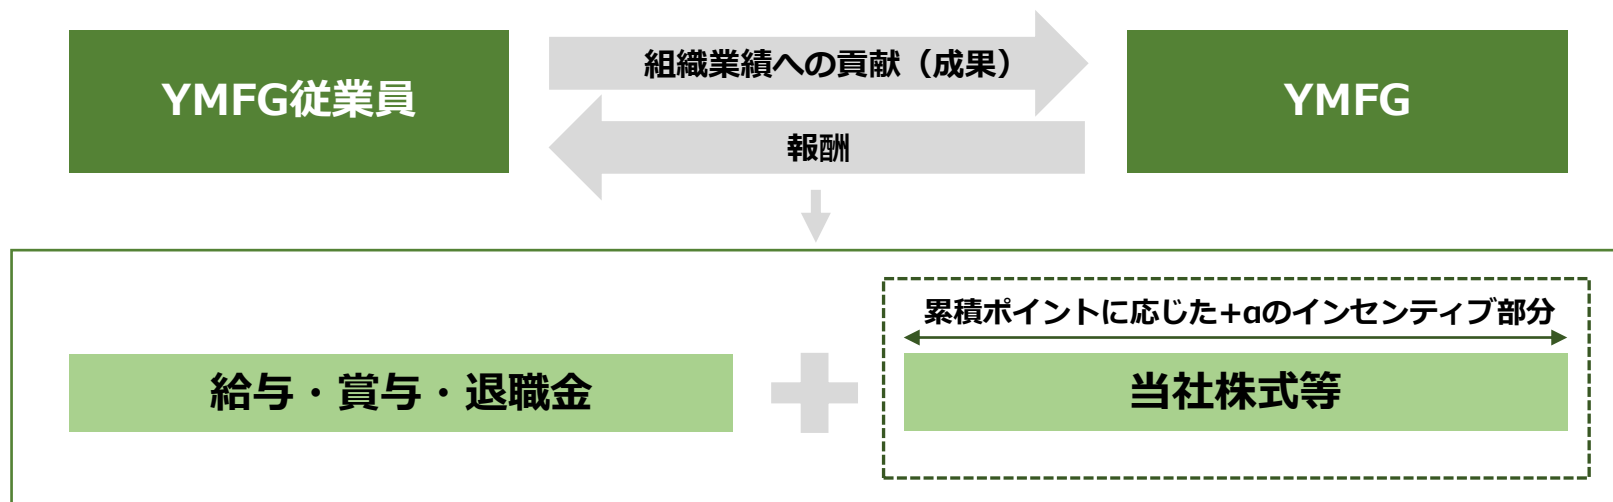 YMFG従業員
組織業績への貢献（成果）
YMFG
報酬
累積ポイントに応じた+αのインセンティブ部分
給与・賞与・退職金
当社株式等